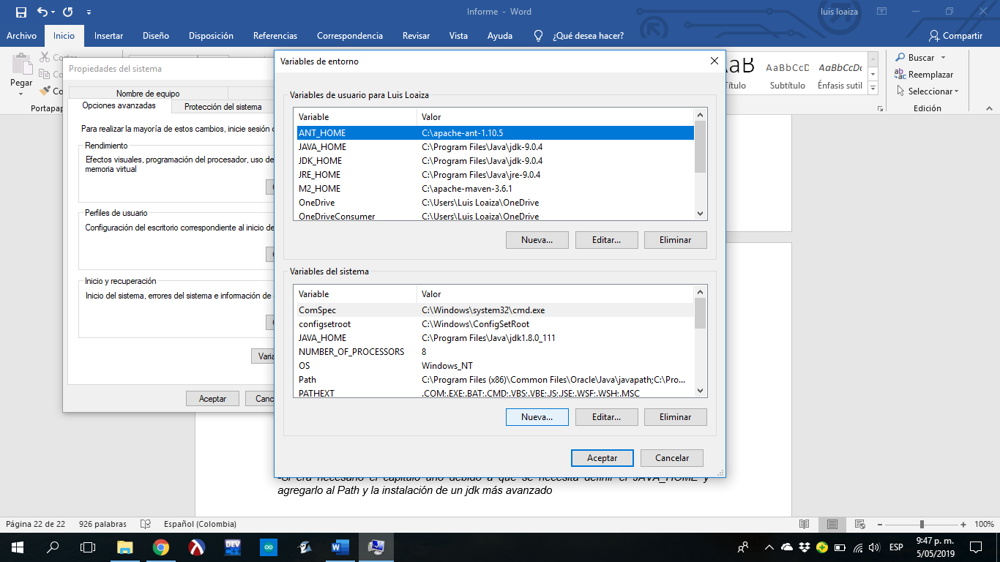 Informe - Word
luis loaiza
Archivo Inicio Insertar Diseño Disposición Referencias Correspondencia Revisar Vista Ayuda ¿Qué desea hacer? Compartir
Pegar
Cortar
Portapap
Título
AaBbCcD
Subtítulo
AaBbCcDc
Énfasis sutil
Buscar
Reemplazar
Seleccionar
Edición
Propiedades del sistema
Nombre de equipo
Opciones avanzadas
Protección del sistema
Para realizar la mayoría de estos cambios, inicie sesión
Rendimiento
Efectos visuales, programación del procesador, uso de
memoria virtual
Perfiles de usuario
Configuración del escritorio correspondiente al inicio de
Inicio y recuperación
Inicio del sistema, errores del sistema e información de
Varia
Aceptar
Canc
Variables de entorno
Variables de usuario para Luis Loaiza
Variable Valor
ANT_HOME C:\apache-ant-1.10.5
JAVA_HOME C:\Program Files\Java\jdk-9.0.4
JDK_HOME C:\Program Files\Java\jdk-9.0.4
JRE_HOME C:\Program Files\Java\jre-9.0.4
M2_HOME C:\apache-maven-3.6.1
OneDrive C:\Users\Luis Loaiza\OneDrive
OneDriveConsumer C:\Users\Luis Loaiza\OneDrive
Nueva... Editar... Eliminar
Variables del sistema
Variable Valor
ComSpec C:\Windows\system32\cmd.exe
configsetroot C:\Windows\ConfigSetRoot
JAVA_HOME C:\Program Files\Java\jdk1.8.0_111
NUMBER_OF_PROCESSORS 8
OS Windows_NT
Path C:\Program Files (x86)\Common Files\Oracle\Java\javapath;C:\Pro...
PATHEXT .COM;.EXE;.BAT;.CMD;.VBS;.VBE;.JS;.JSE;.WSF;.WSH;.MSC
Nueva... Editar... Eliminar
Aceptar Cancelar
-Si era necesario el capítulo uno debido a que se necesita definir el JAVA_HOME y
agregarlo al Path y la instalación de un jdk más avanzado
Página 22 de 22 926 palabras Español (Colombia) 100%
DEV
ESP
9:47 p. m.
5/05/2019